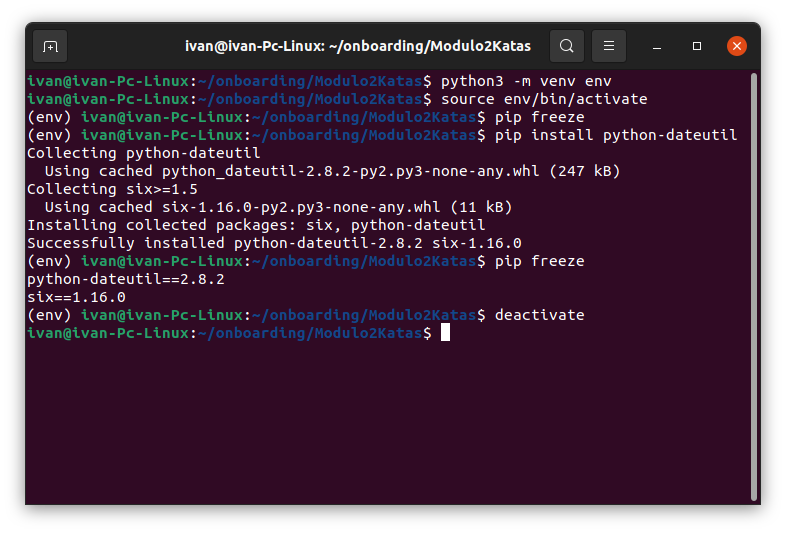 ivan@ivan-Pc-Linux: ~/onboarding/Modulo2Katas
ivan@ivan-Pc-Linux:~/onboarding/Modulo2Katas$ python3 -m venv env
ivan@ivan-Pc-Linux:~/onboarding/Modulo2Katas$ source env/bin/activate
(env) ivan@ivan-Pc-Linux:~/onboarding/Modulo2Katas$ pip freeze
(env) ivan@ivan-Pc-Linux:~/onboarding/Modulo2Katas$ pip install python-dateutil
Collecting python-dateutil
  Using cached python_dateutil-2.8.2-py2.py3-none-any.whl (247 kB)
Collecting six>=1.5
  Using cached six-1.16.0-py2.py3-none-any.whl (11 kB)
Installing collected packages: six, python-dateutil
Successfully installed python-dateutil-2.8.2 six-1.16.0
(env) ivan@ivan-Pc-Linux:~/onboarding/Modulo2Katas$ pip freeze
python-dateutil==2.8.2
six==1.16.0
(env) ivan@ivan-Pc-Linux:~/onboarding/Modulo2Katas$ deactivate
ivan@ivan-Pc-Linux:~/onboarding/Modulo2Katas$